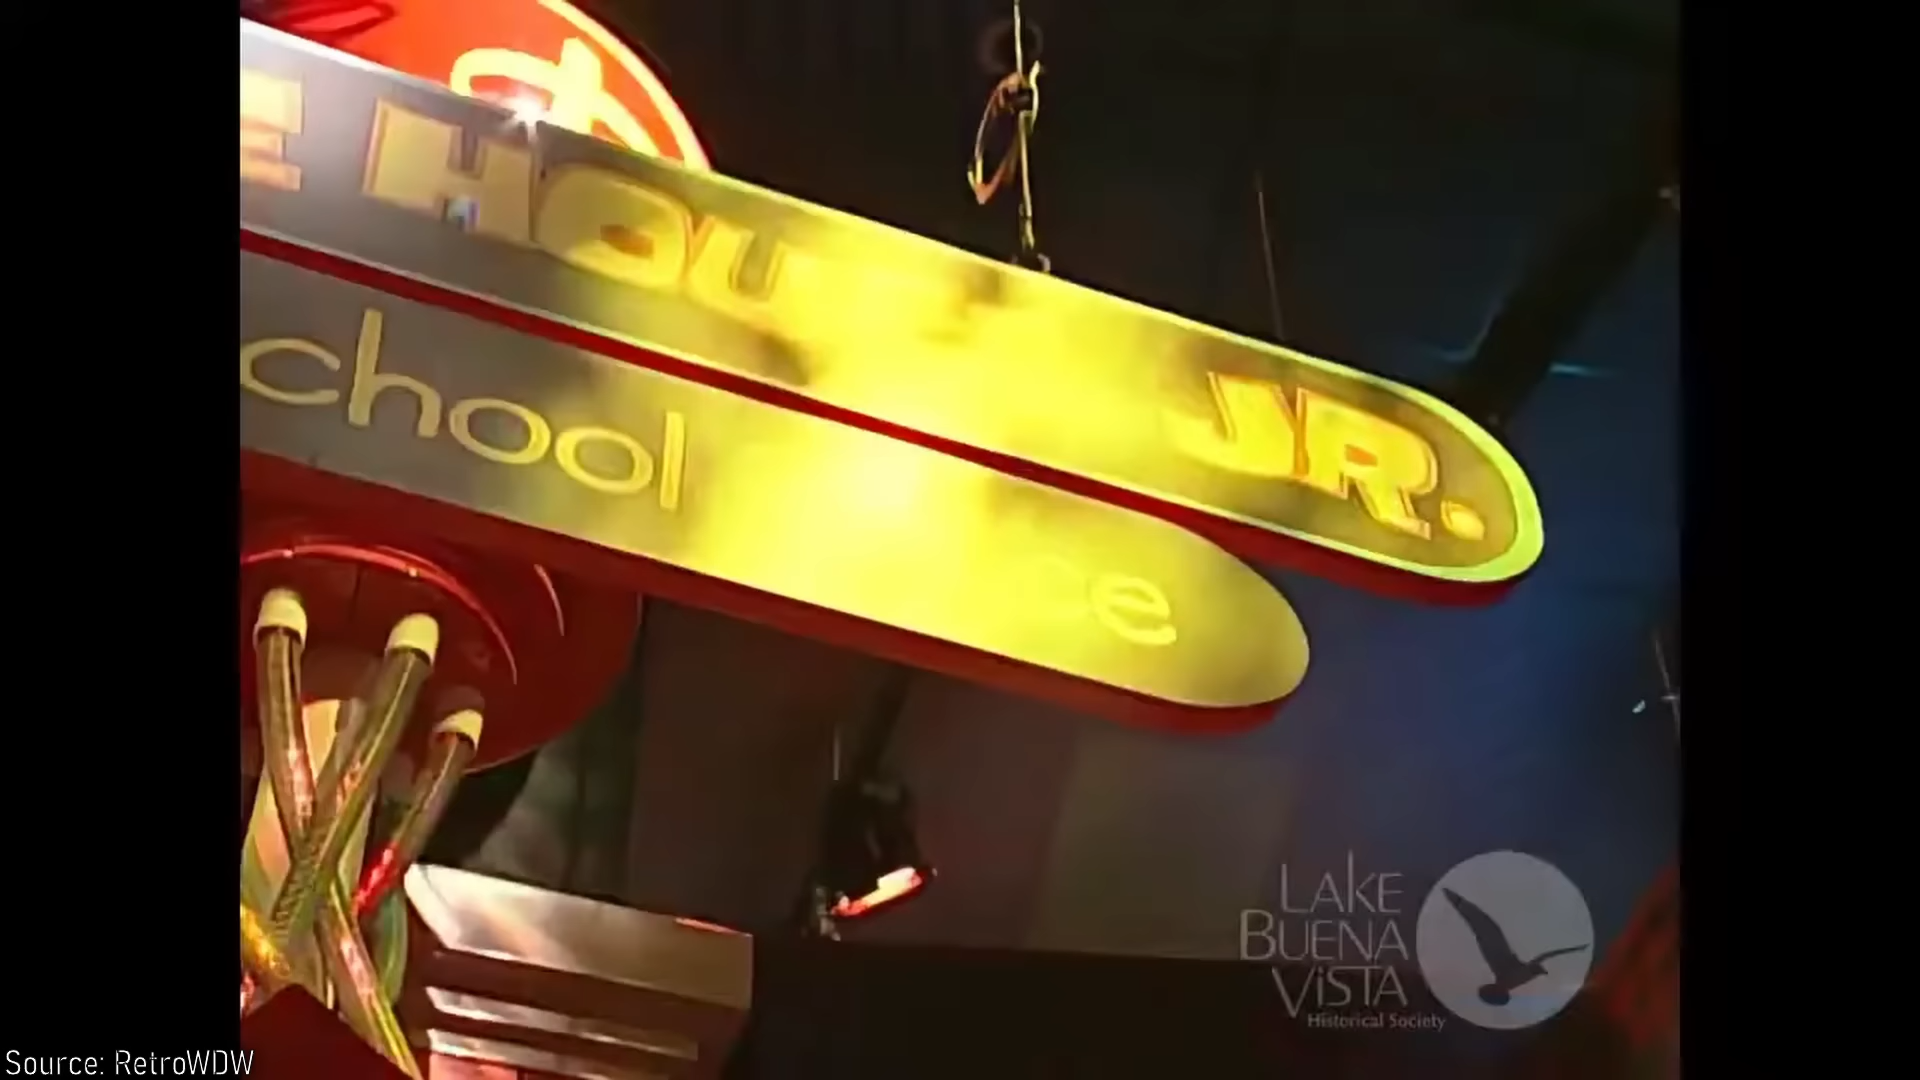 E HOU JR.
chool e
LAKE
BUENA
VISTA
Historical Society
Source: RetroWDW